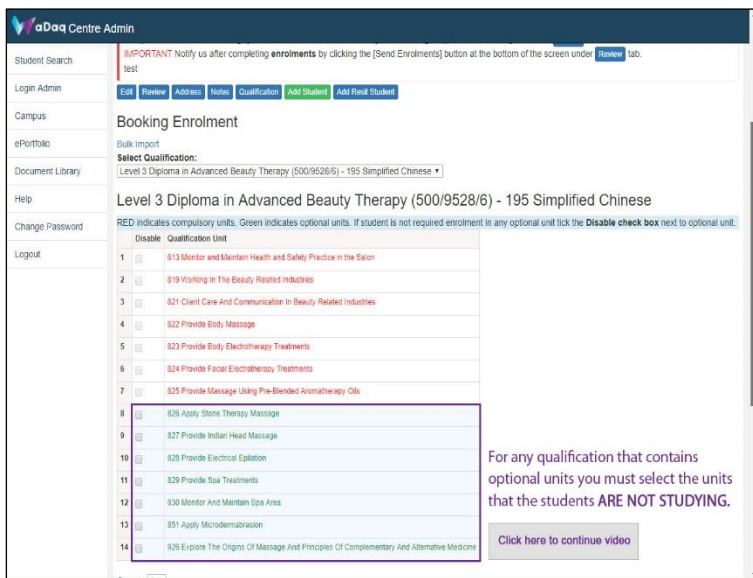 VaDaq Centre Admin
Student Search
Login Admin
Campus
ePortfolio
Document Library
Help
Change Password
Logout
IMPORTANT Notify us after completing enrolments by clicking the [Send Enrolments] button at the bottom of the screen under Review tab.
test
Edit Review Address Notes Qualification Add Student Add Resit Student
Booking Enrolment
Bulk Import
Select Qualification:
Level 3 Diploma in Advanced Beauty Therapy (500/9528/6) - 195 Simplified Chinese
Level 3 Diploma in Advanced Beauty Therapy (500/9528/6) - 195 Simplified Chinese
RED indicates compulsory units, Green indicates optional units. If student is not required enrolment in any optional unit tick the Disable check box next to optional unit.
Disable Qualification Unit
1 813 Monitor and Maintain Health and Safety Practice in the Salon
2 819 Working In The Beauty Related Industries
3 821 Client Care And Communication In Beauty Related Industries
4 822 Provide Body Massage
5 823 Provide Body Electrotherapy Treatments
6 824 Provide Facial Electrotherapy Treatments
7 825 Provide Massage Using Pre-Blended Aromatherapy Oils
8 826 Apply Stone Therapy Massage
9 827 Provide Indian Head Massage
10 828 Provide Electrical Epilation
11 829 Provide Spa Treatments
12 830 Monitor And Maintain Spa Area
13 851 Apply Microdermabrasion
14 926 Explore The Origins Of Massage And Principles Of Complementary And Alternative Medicine
For any qualification that contains
optional units you must select the units
that the students ARE NOT STUDYING.
Click here to continue video